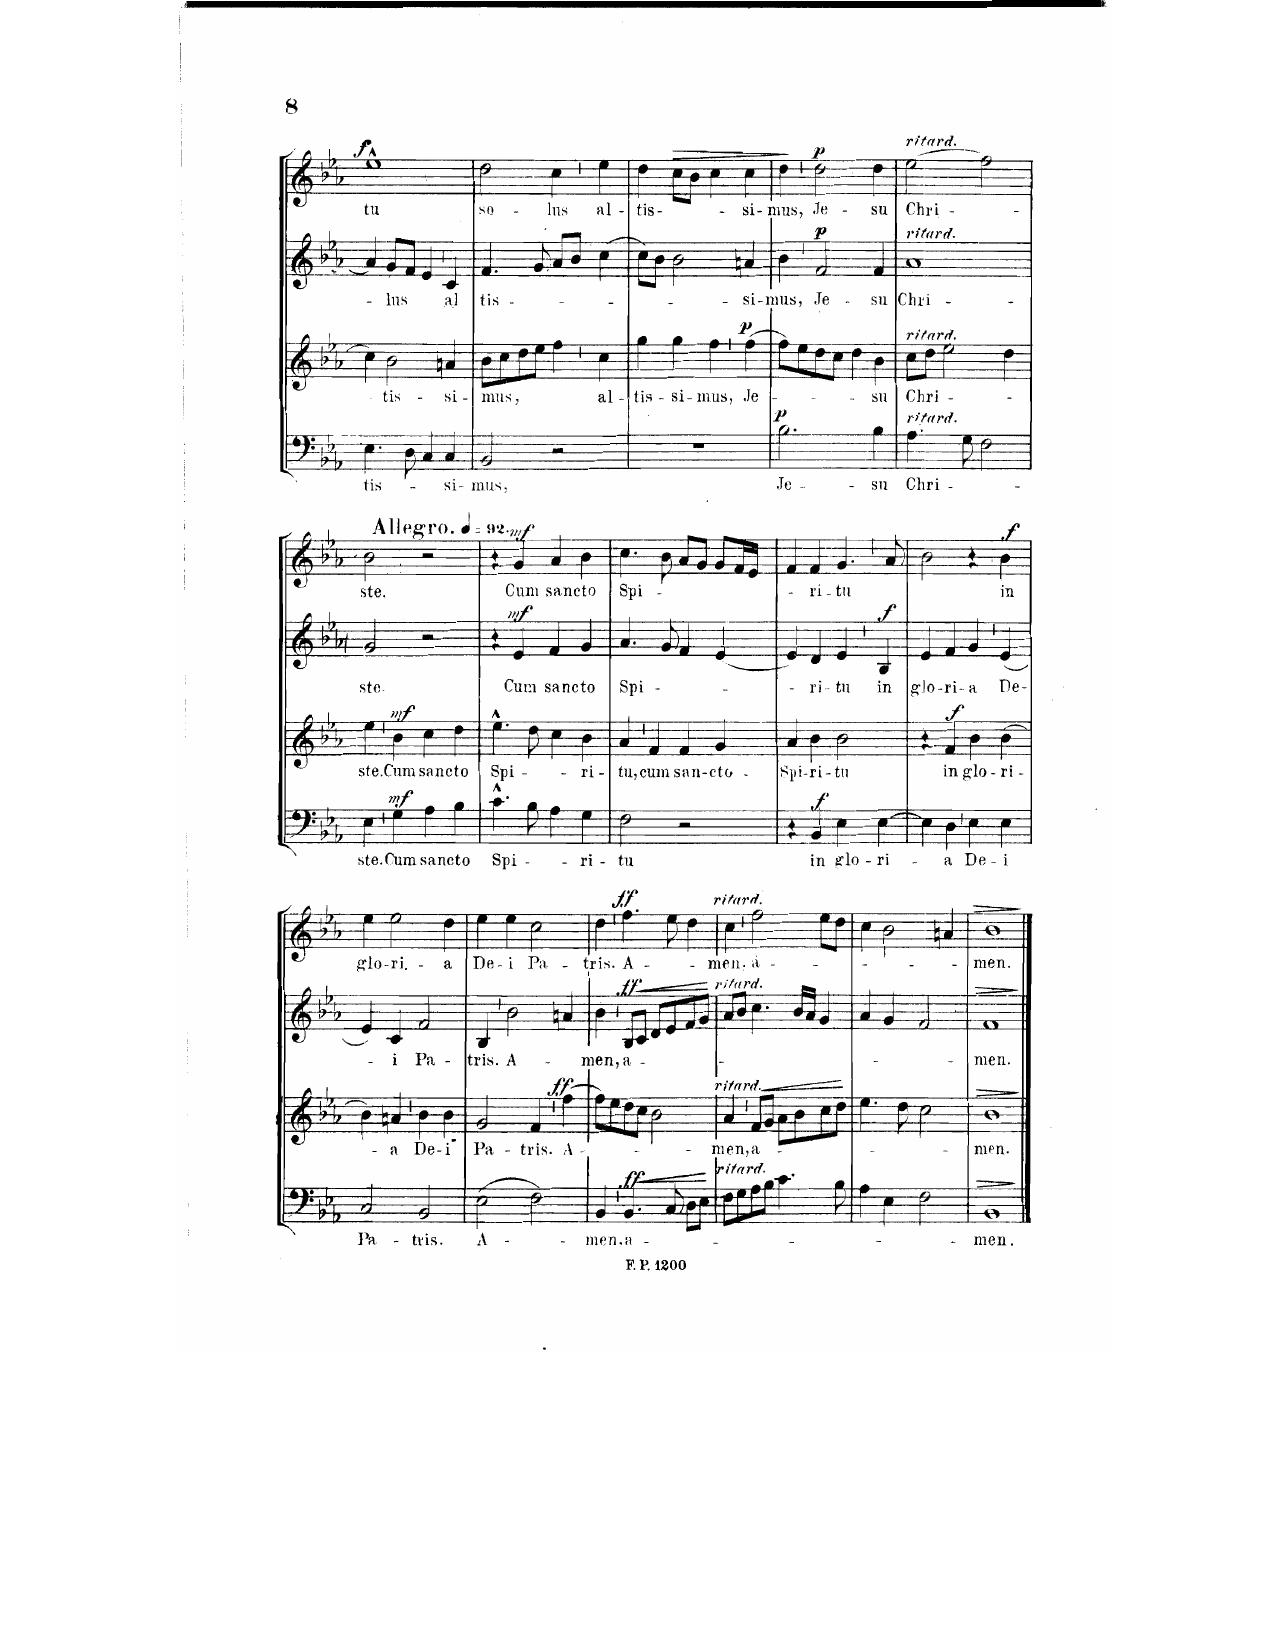 8
f
tu so - lus al - tis - - si - mus, Je - su Chri - -
p
ritard.
- lus al tis - - - - - si - mus, Je - su Chri - -
p
ritard.
- tis - si - mus, al - tis - si - mus, Je - - - su Chri - -
p
ritard.
tis - si - mus, Je - - su Chri - -
p
ritard.
Allegro. ♩ = 92. mf
f
ste. Cum sancto Spi - - - ri - tu in
mf
f
ste. Cum sancto Spi - - - ri - tu in glo - ri - a De -
mf
f
ste. Cum sancto Spi - - ri - tu, cum san - cto - Spi - ri - tu in glo - ri -
mf
f
ste. Cum sancto Spi - - ri - tu in glo - ri - a De - i
ff
ritard.
glo - ri - a De - i Pa - tris. A - - men. a - - - - - men.
ff
ritard.
- i Pa - tris. A - men, a - - - - - men.
ff
ritard.
- a De - i Pa - tris. A - - - men, a - - - - men.
ff
ritard.
Pa - tris. A - - men. a - - - - - men.
F. P. 1200